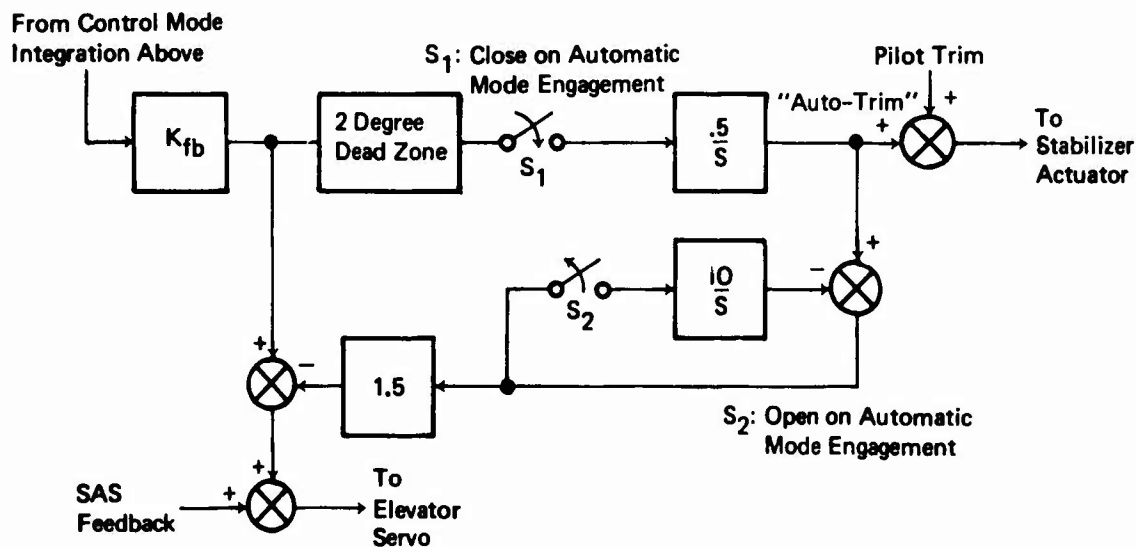 From Control Mode
Integration Above
S1: Close on Automatic
Mode Engagement
Pilot Trim
"Auto-Trim"
+
+
To
Stabilizer
Actuator
Kfb
2 Degree
Dead Zone
S1
.5
S
+
−
S2
10
S
+
−
1.5
S2: Open on Automatic
Mode Engagement
+
+
SAS
Feedback
To
Elevator
Servo